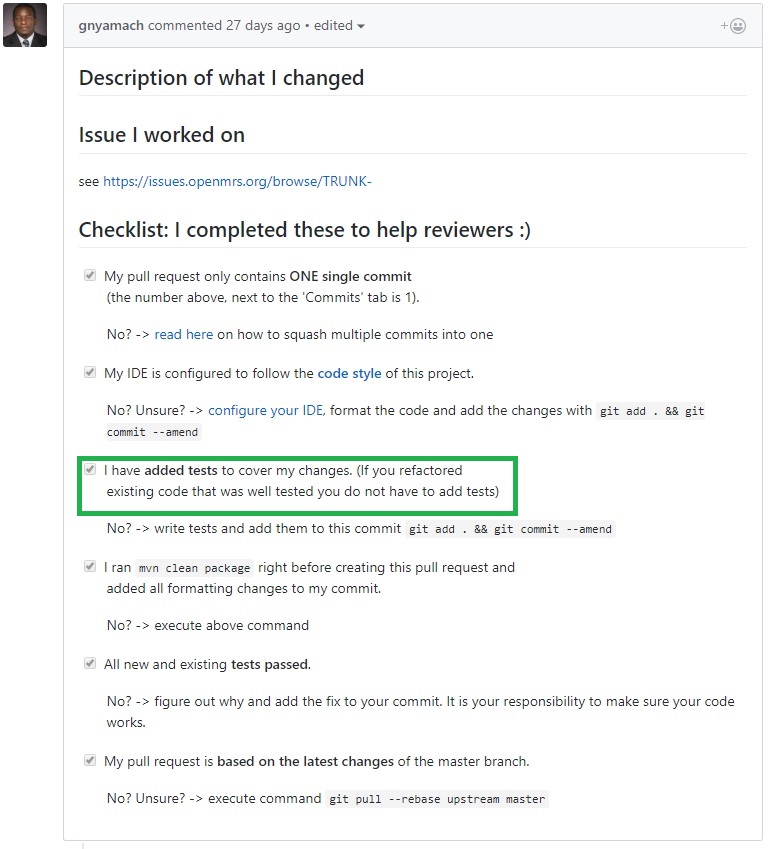 gnyamach commented 27 days ago • edited
Description of what I changed
Issue I worked on
see https://issues.openmrs.org/browse/TRUNK-
Checklist: I completed these to help reviewers :)
My pull request only contains ONE single commit
(the number above, next to the 'Commits' tab is 1).
No? -> read here on how to squash multiple commits into one
My IDE is configured to follow the code style of this project.
No? Unsure? -> configure your IDE, format the code and add the changes with git add . && git
commit --amend
I have added tests to cover my changes. (If you refactored
existing code that was well tested you do not have to add tests)
No? -> write tests and add them to this commit git add . && git commit --amend
I ran mvn clean package right before creating this pull request and
added all formatting changes to my commit.
No? -> execute above command
All new and existing tests passed.
No? -> figure out why and add the fix to your commit. It is your responsibility to make sure your code
works.
My pull request is based on the latest changes of the master branch.
No? Unsure? -> execute command git pull --rebase upstream master